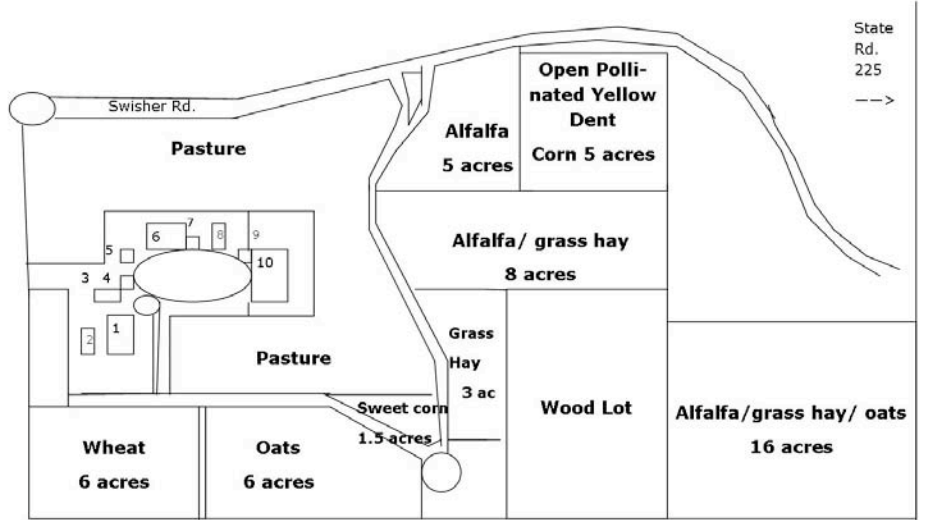 State
Rd.
225
--->
Swisher Rd.
Open Polli-
nated Yellow
Dent
Corn 5 acres
Alfalfa
5 acres
Pasture
7
6
8
9
5
10
3
4
1
2
Alfalfa/ grass hay
8 acres
Grass
Hay
3 ac
Pasture
Sweet corn
1.5 acres
Wood Lot
Alfalfa/grass hay/ oats
16 acres
Wheat
6 acres
Oats
6 acres